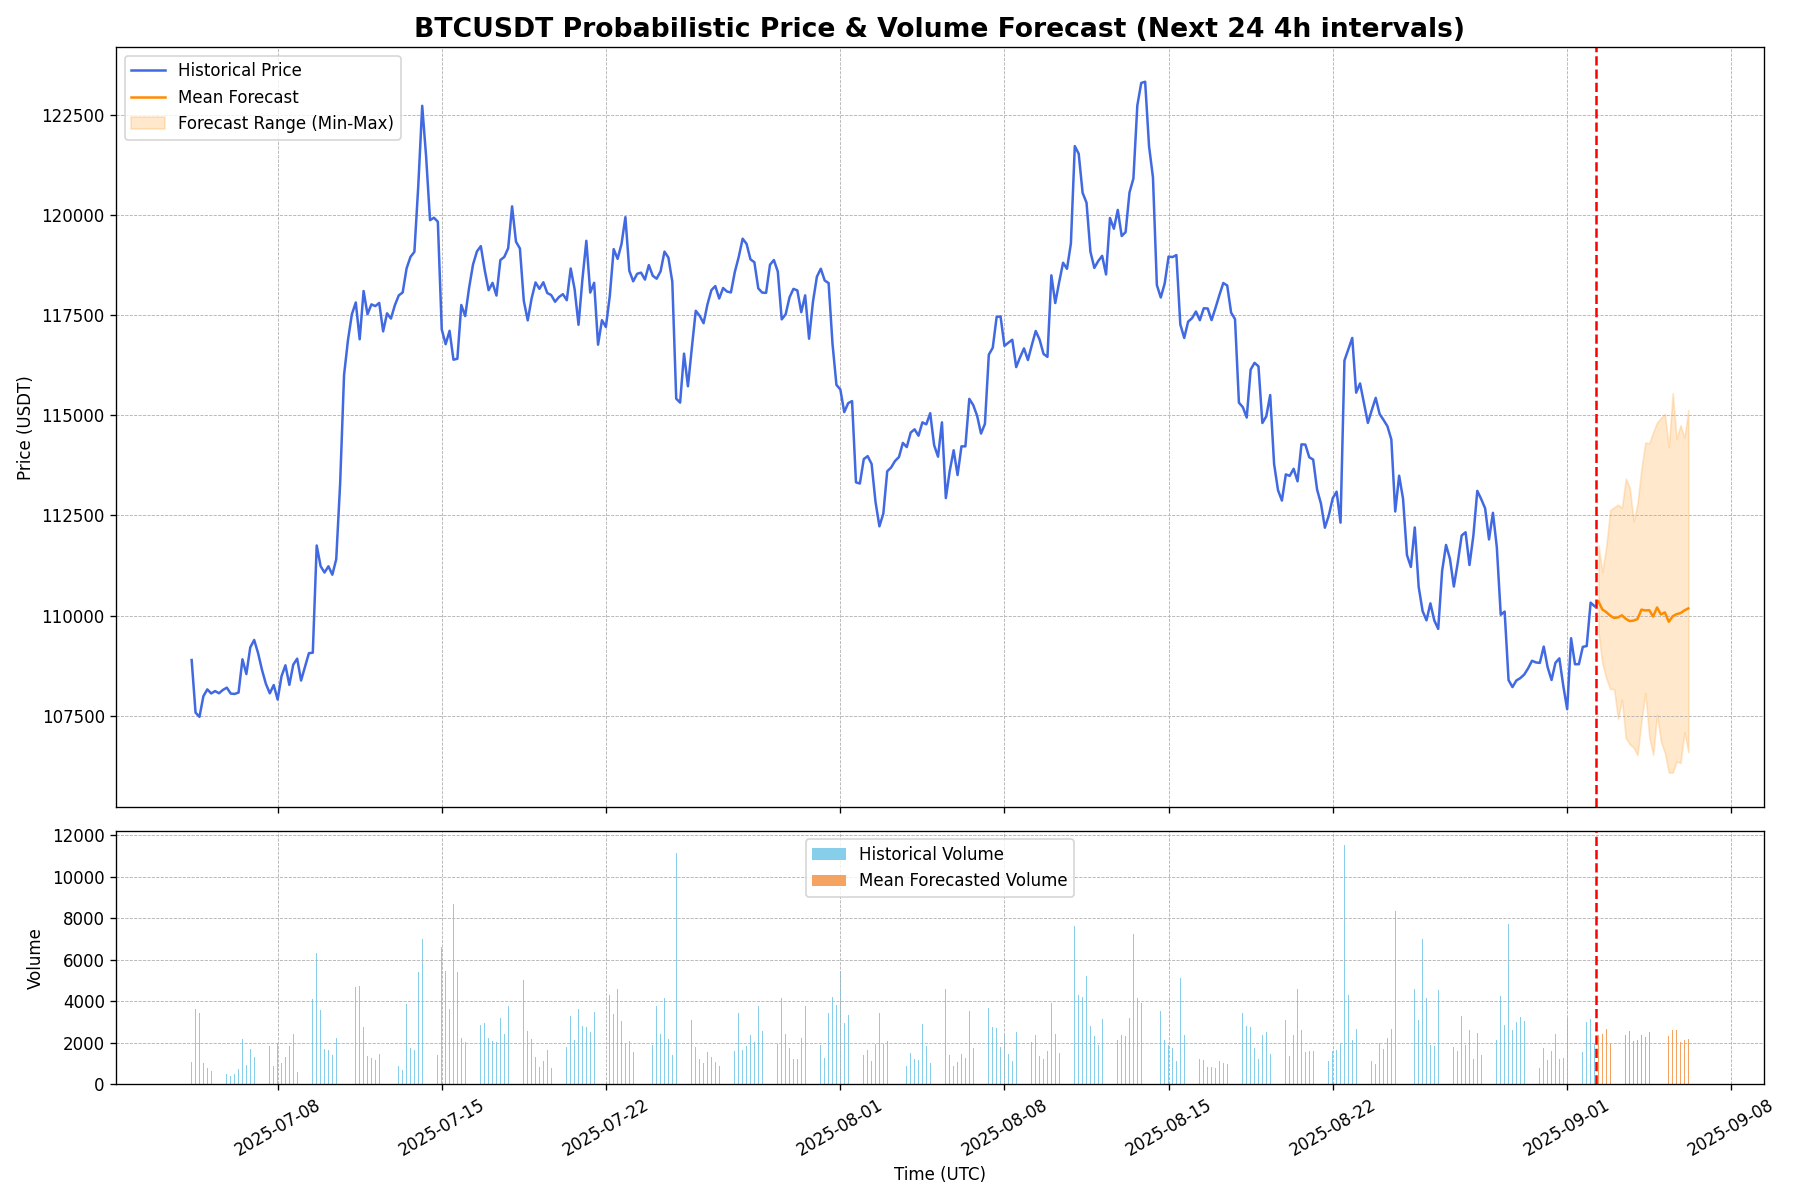 BTCUSDT Probabilistic Price & Volume Forecast (Next 24 4h intervals)
Historical Price
Mean Forecast
Forecast Range (Min-Max)
Price (USDT)
122500
120000
117500
115000
112500
110000
107500
Historical Volume
Mean Forecasted Volume
Volume
12000
10000
8000
6000
4000
2000
0
2025-07-08
2025-07-15
2025-07-22
2025-08-01
2025-08-08
2025-08-15
2025-08-22
2025-09-01
2025-09-08
Time (UTC)